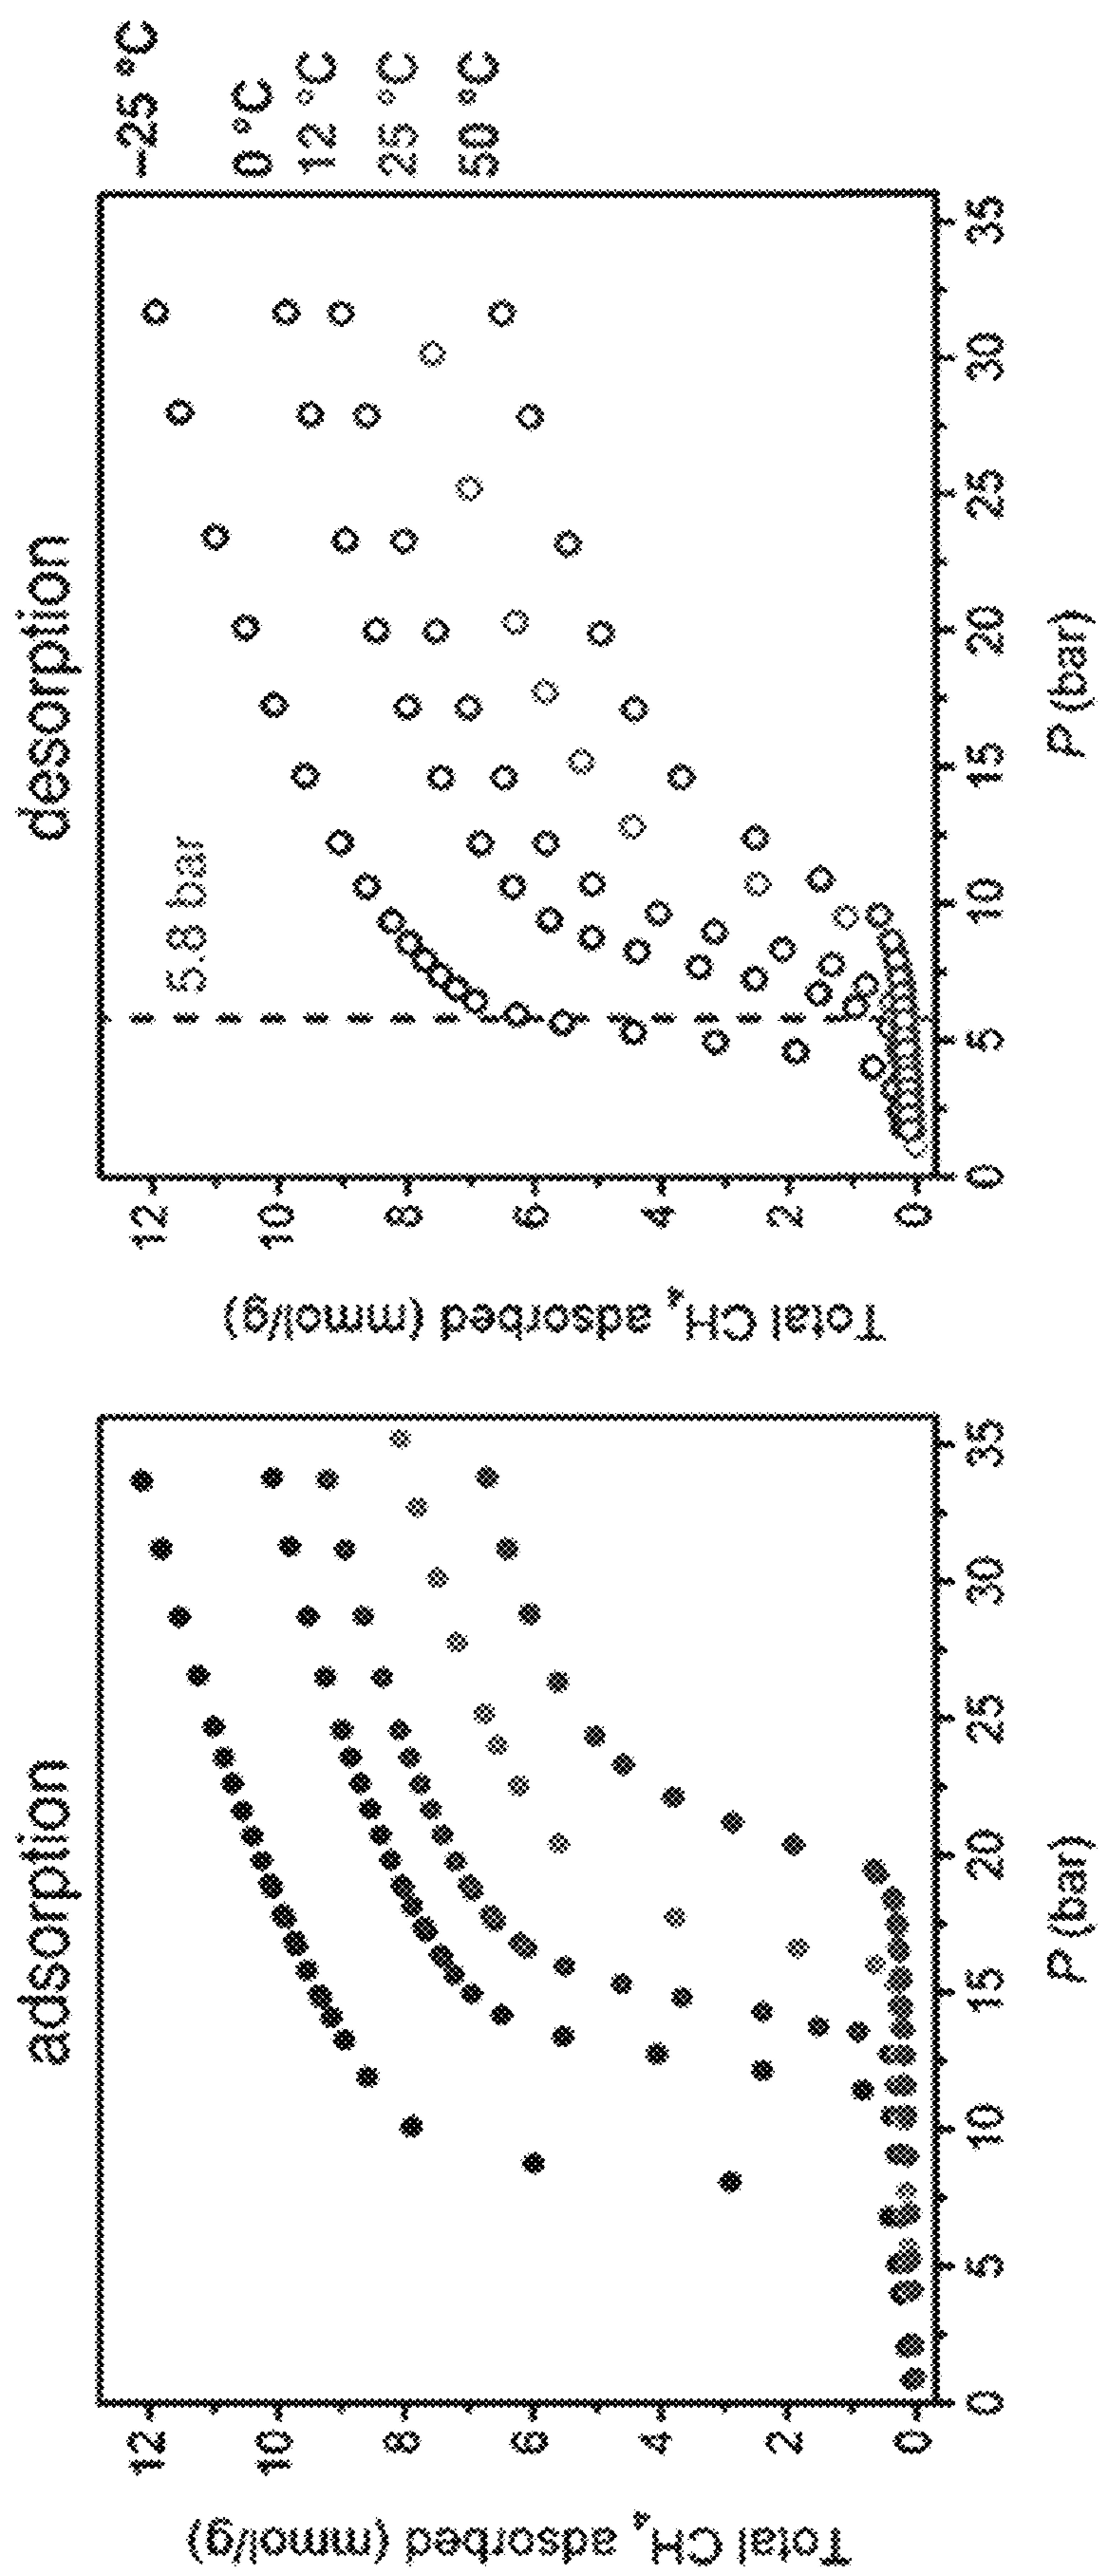 adsorption
Total CH4 adsorbed (mmol/g)
12
10
8
6
4
2
0
0
5
10
15
20
25
30
35
P (bar)
desorption
5.8 bar
Total CH4 adsorbed (mmol/g)
12
10
8
6
4
2
0
0
5
10
15
20
25
30
35
P (bar)
−25 °C
0 °C
12 °C
25 °C
50 °C